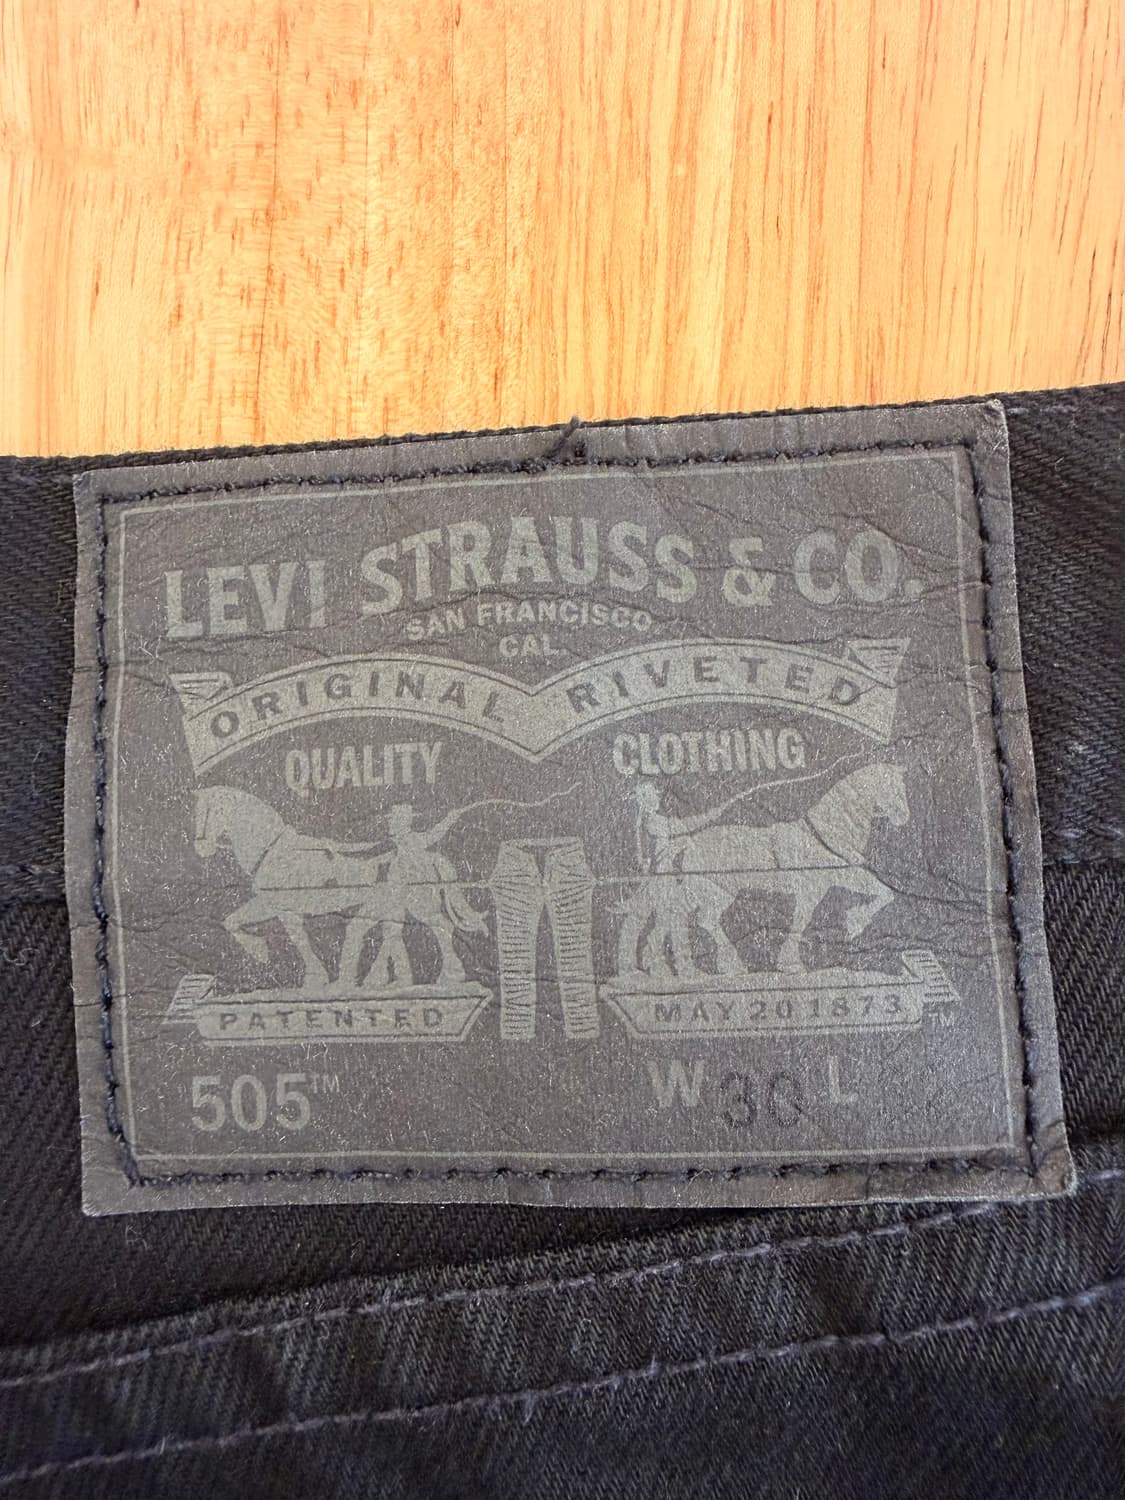 LEVI STRAUSS & CO.
SAN FRANCISCO
CAL
ORIGINAL RIVETED
QUALITY CLOTHING
PATENTED MAY 20 1873 TM
505™ W 30 L